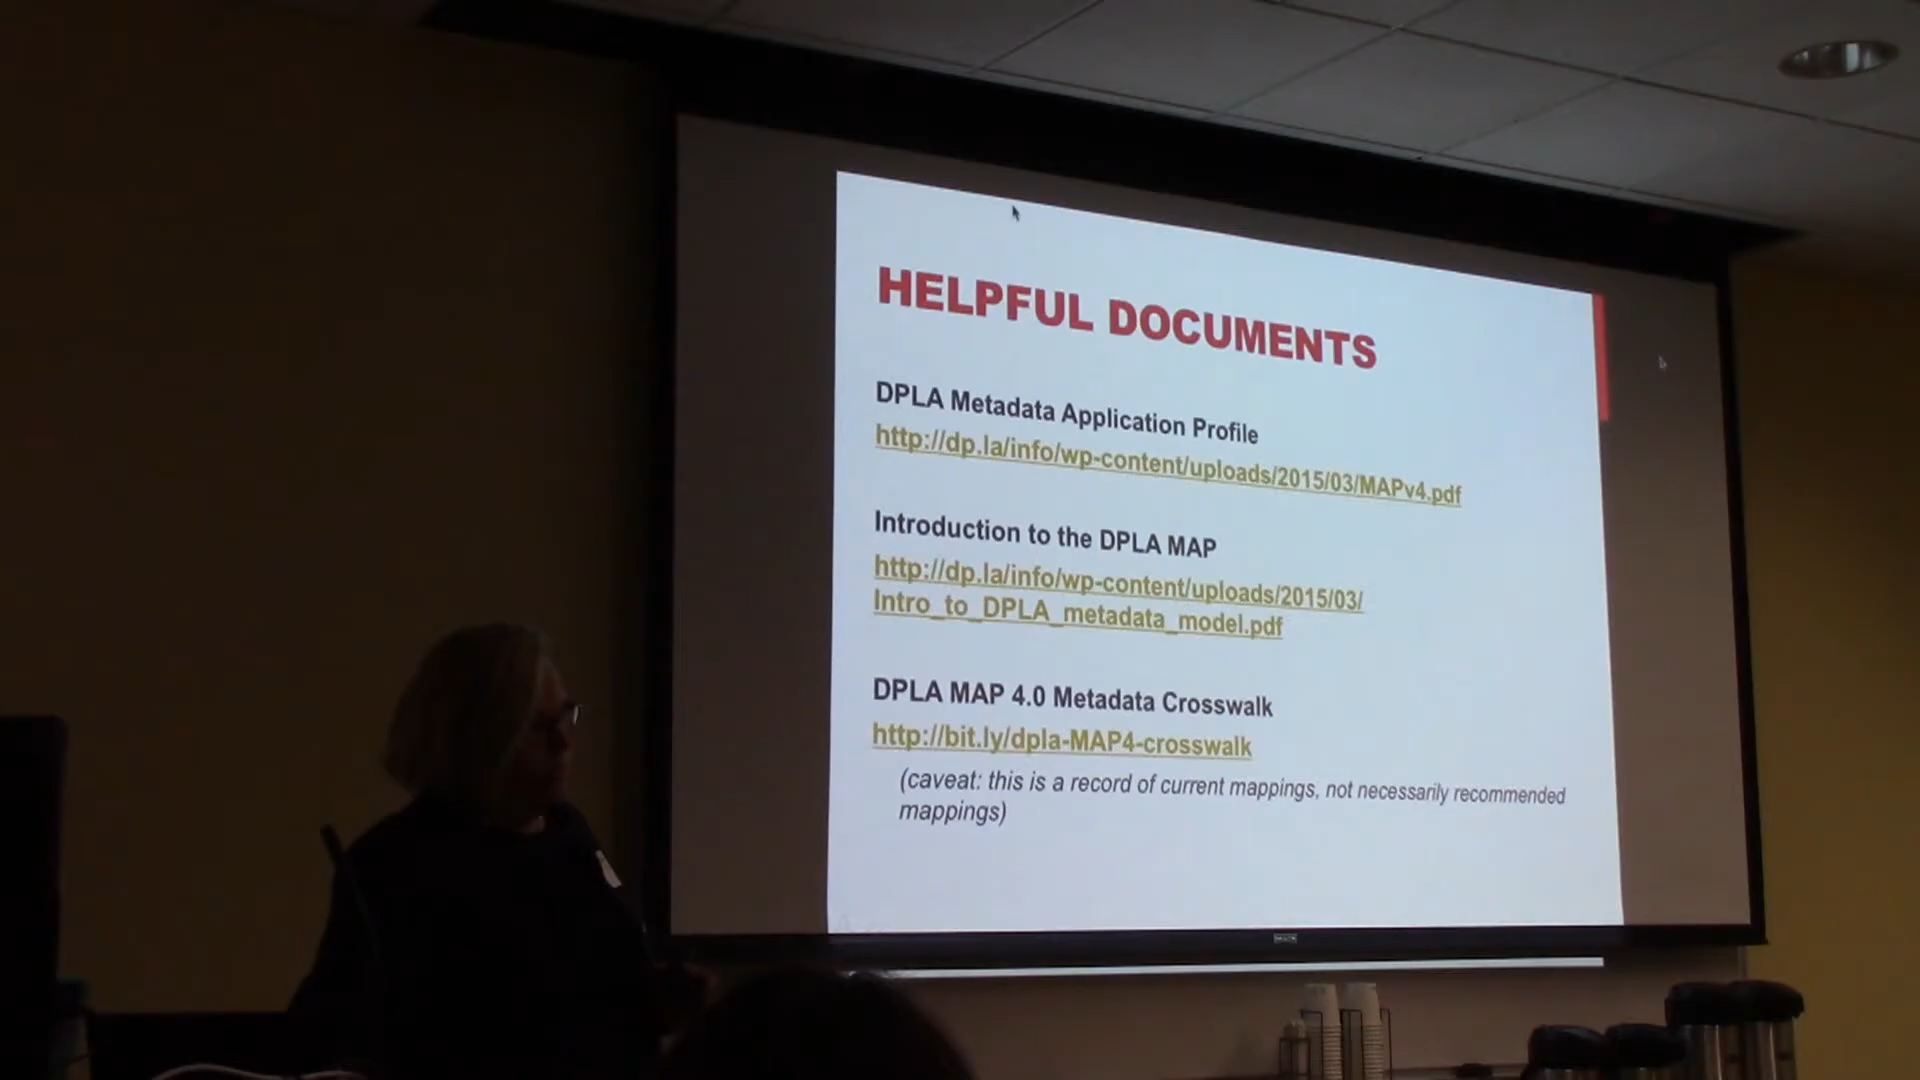 HELPFUL DOCUMENTS
DPLA Metadata Application Profile
http://dp.la/info/wp-content/uploads/2015/03/MAPv4.pdf
Introduction to the DPLA MAP
http://dp.la/info/wp-content/uploads/2015/03/
Intro_to_DPLA_metadata_model.pdf
DPLA MAP 4.0 Metadata Crosswalk
http://bit.ly/dpla-MAP4-crosswalk
(caveat: this is a record of current mappings, not necessarily recommended
mappings)